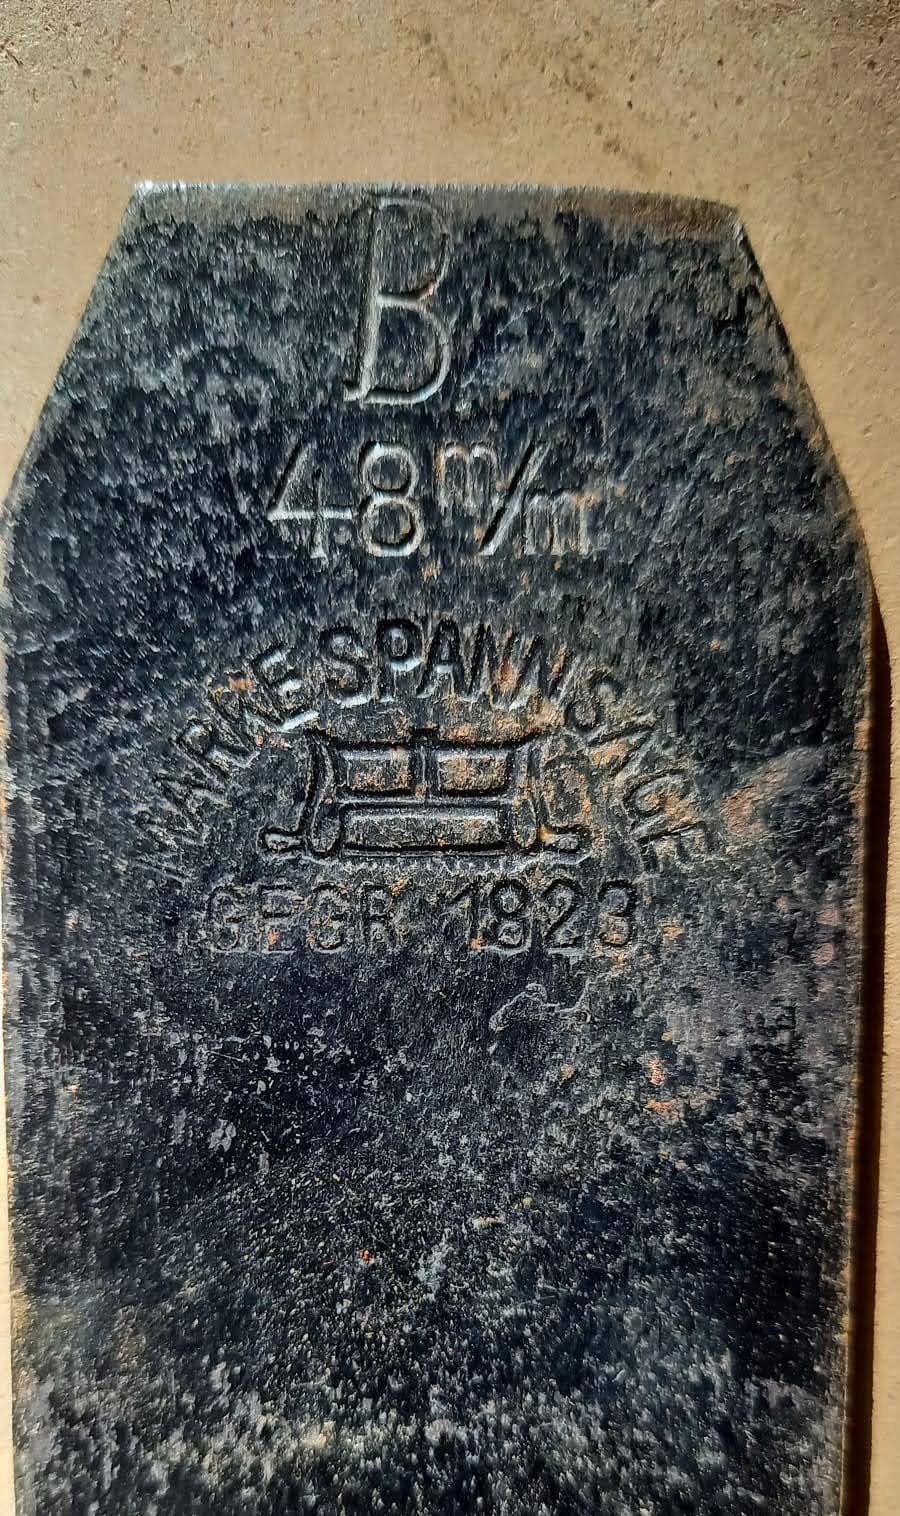 B
48 m/m
MARKE SPANNSÄGE
GEGR 1823